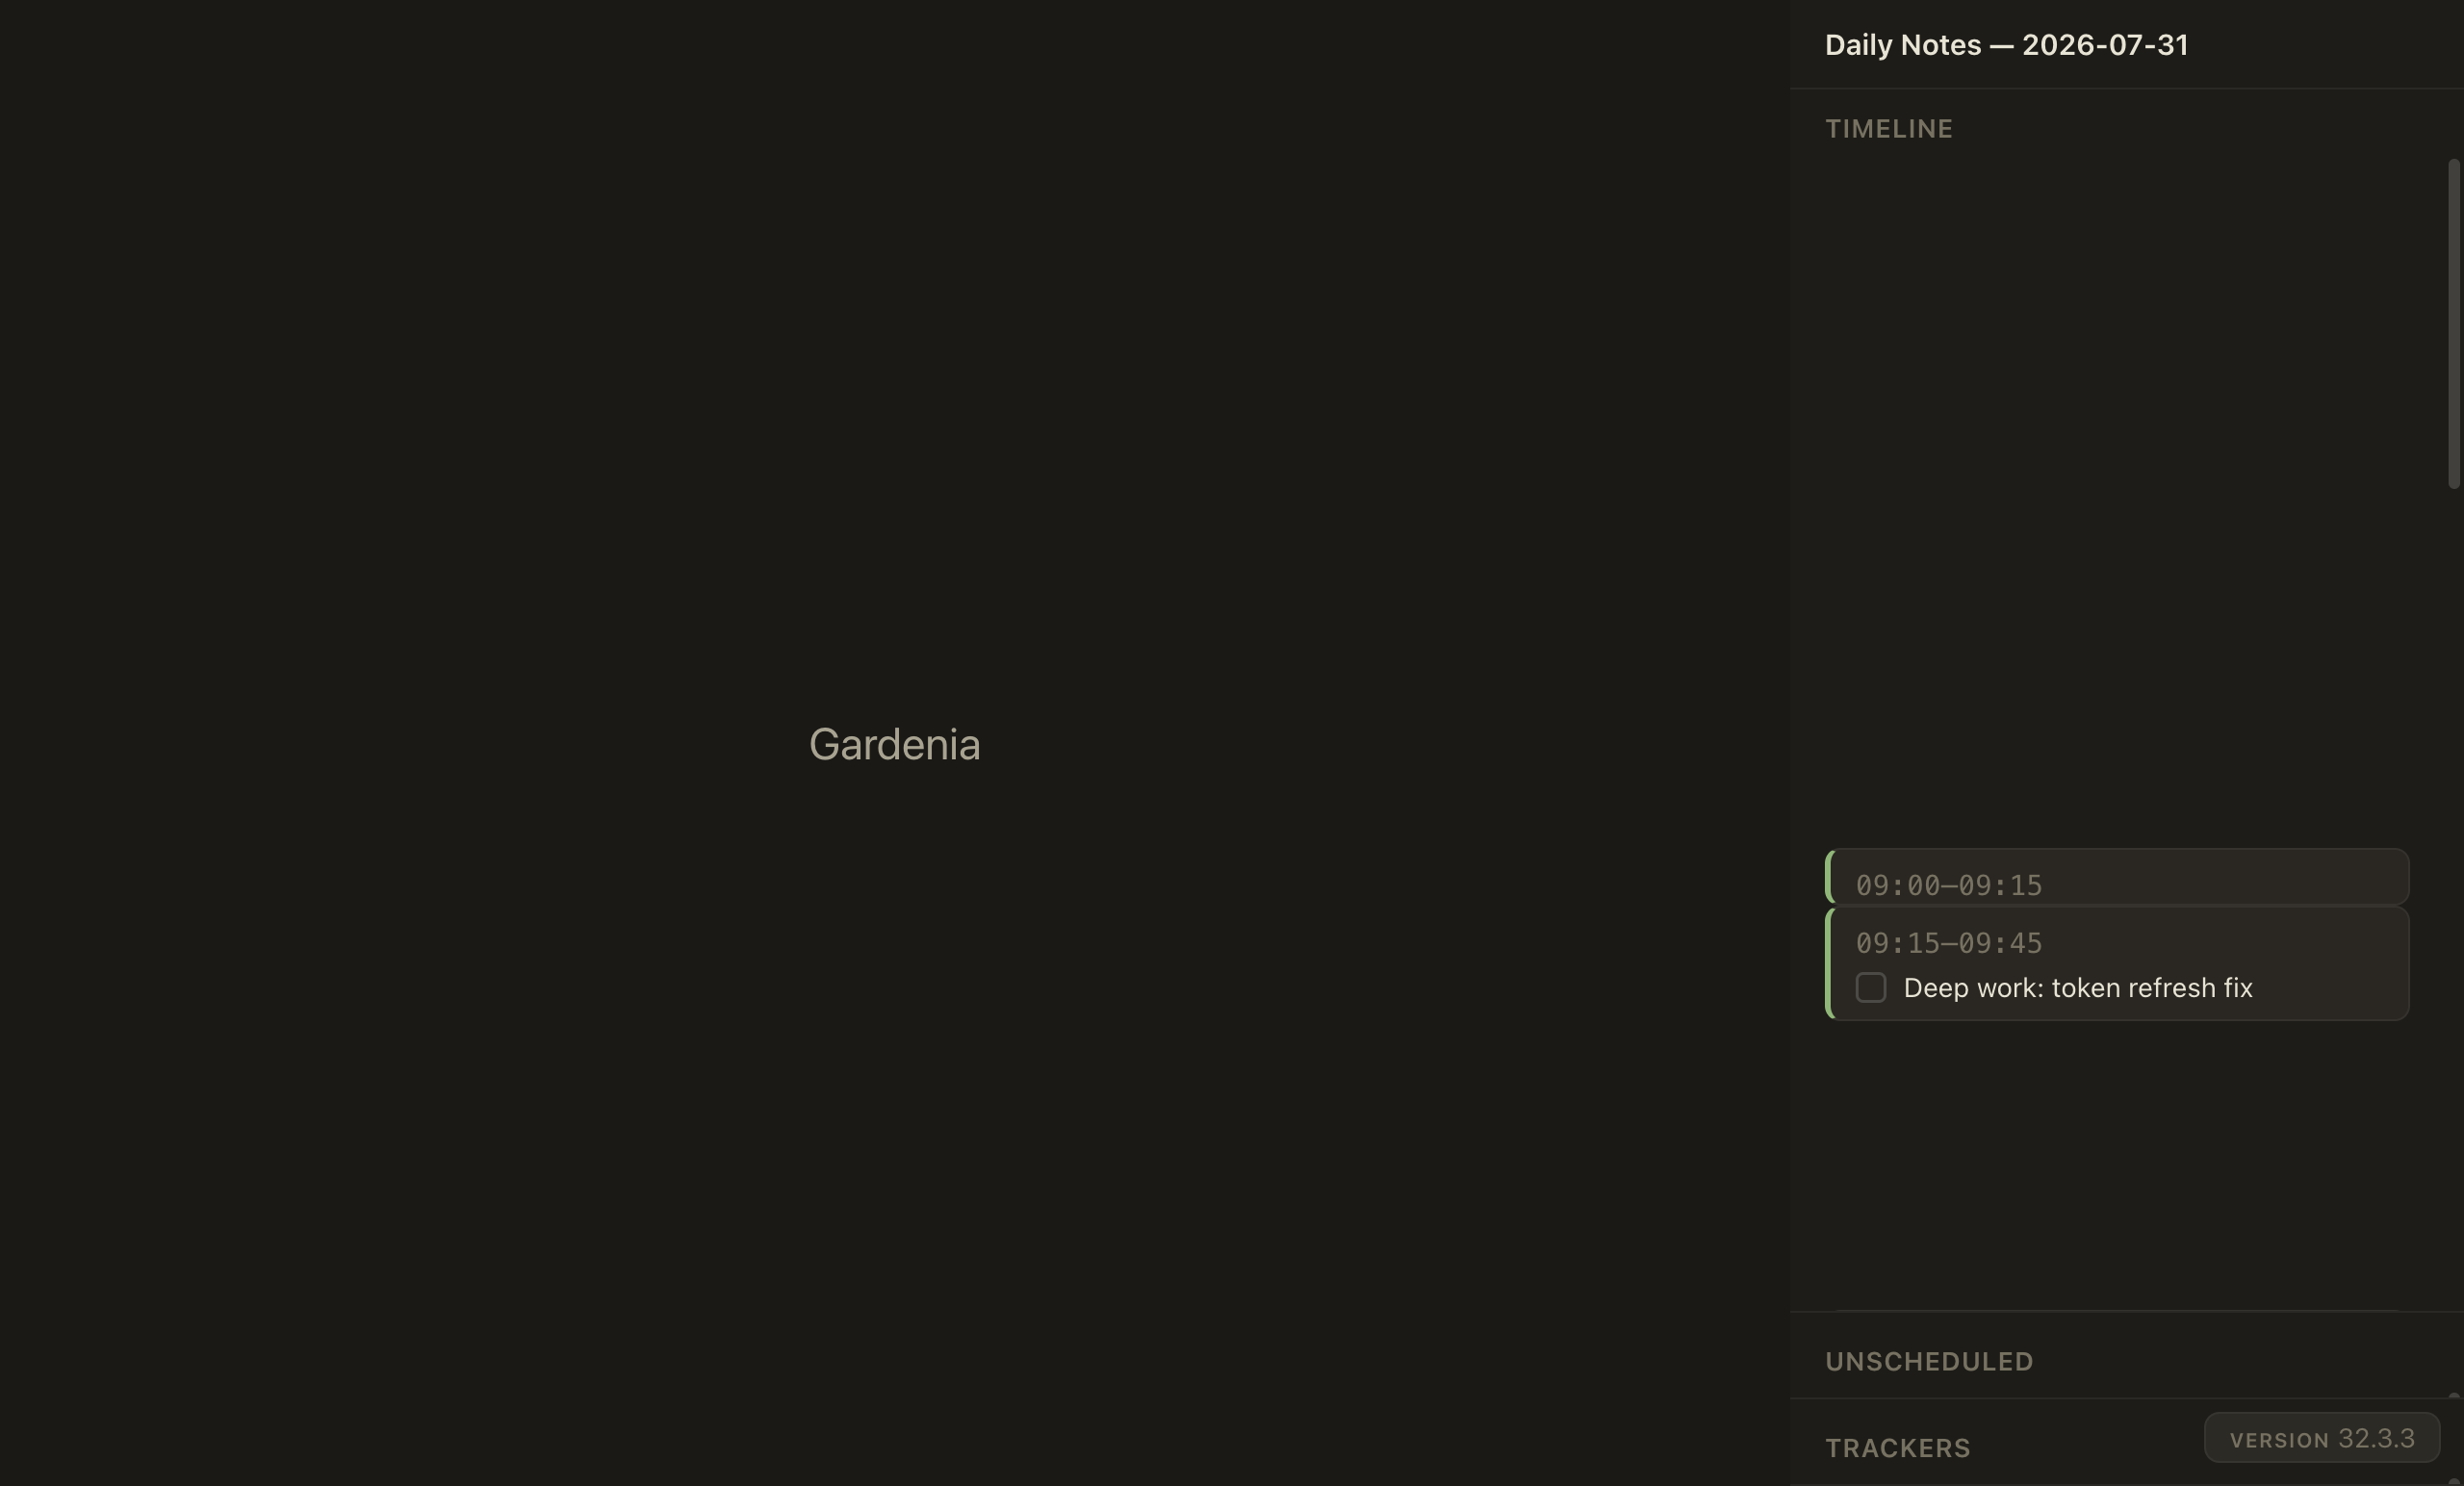 Gardenia
Daily Notes — 2026-07-31
TIMELINE
09:00–09:15
09:15–09:45
Deep work: token refresh fix
UNSCHEDULED
TRACKERS
VERSION 32.3.3